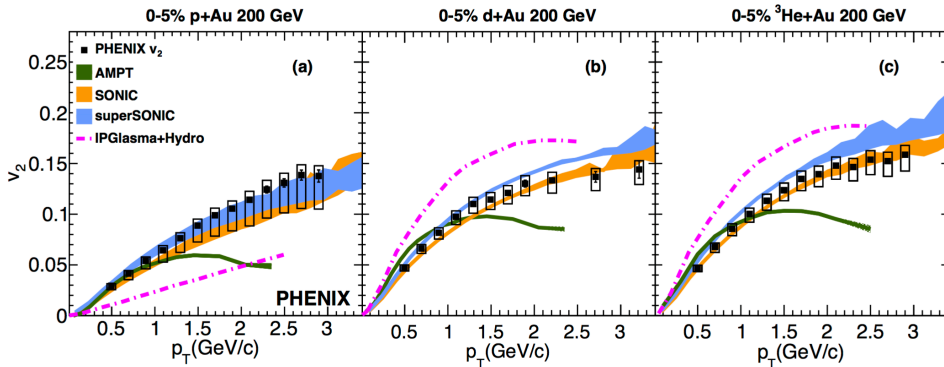 0-5% p+Au 200 GeV
0-5% d+Au 200 GeV
0-5% ³He+Au 200 GeV
v₂
0.25
0.2
0.15
0.1
0.05
0
PHENIX v₂
AMPT
SONIC
superSONIC
IPGlasma+Hydro
(a)
(b)
(c)
PHENIX
0.5 1 1.5 2 2.5 3
0.5 1 1.5 2 2.5 3
0.5 1 1.5 2 2.5 3
p_T(GeV/c)
p_T(GeV/c)
p_T(GeV/c)